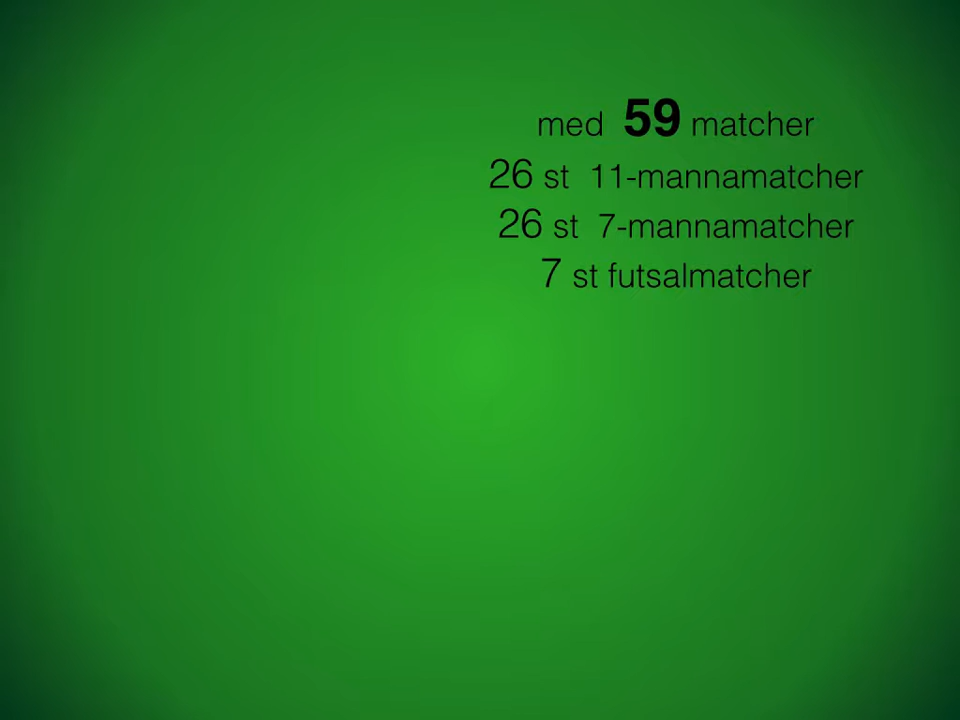 med 59 matcher
26 st 11-mannamatcher
26 st 7-mannamatcher
7 st futsalmatcher